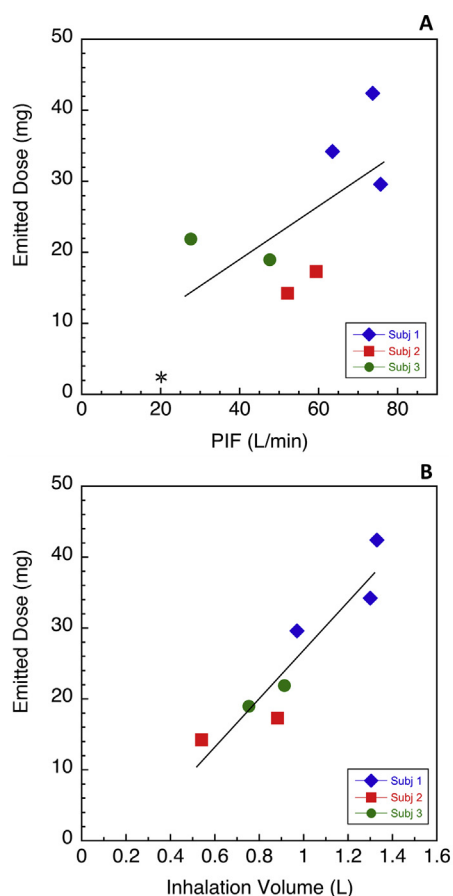 A
50
40
30
20
10
0
Emitted Dose (mg)
*
Subj 1
Subj 2
Subj 3
0 20 40 60 80
PIF (L/min)
B
50
40
30
20
10
0
Emitted Dose (mg)
Subj 1
Subj 2
Subj 3
0 0.2 0.4 0.6 0.8 1 1.2 1.4 1.6
Inhalation Volume (L)